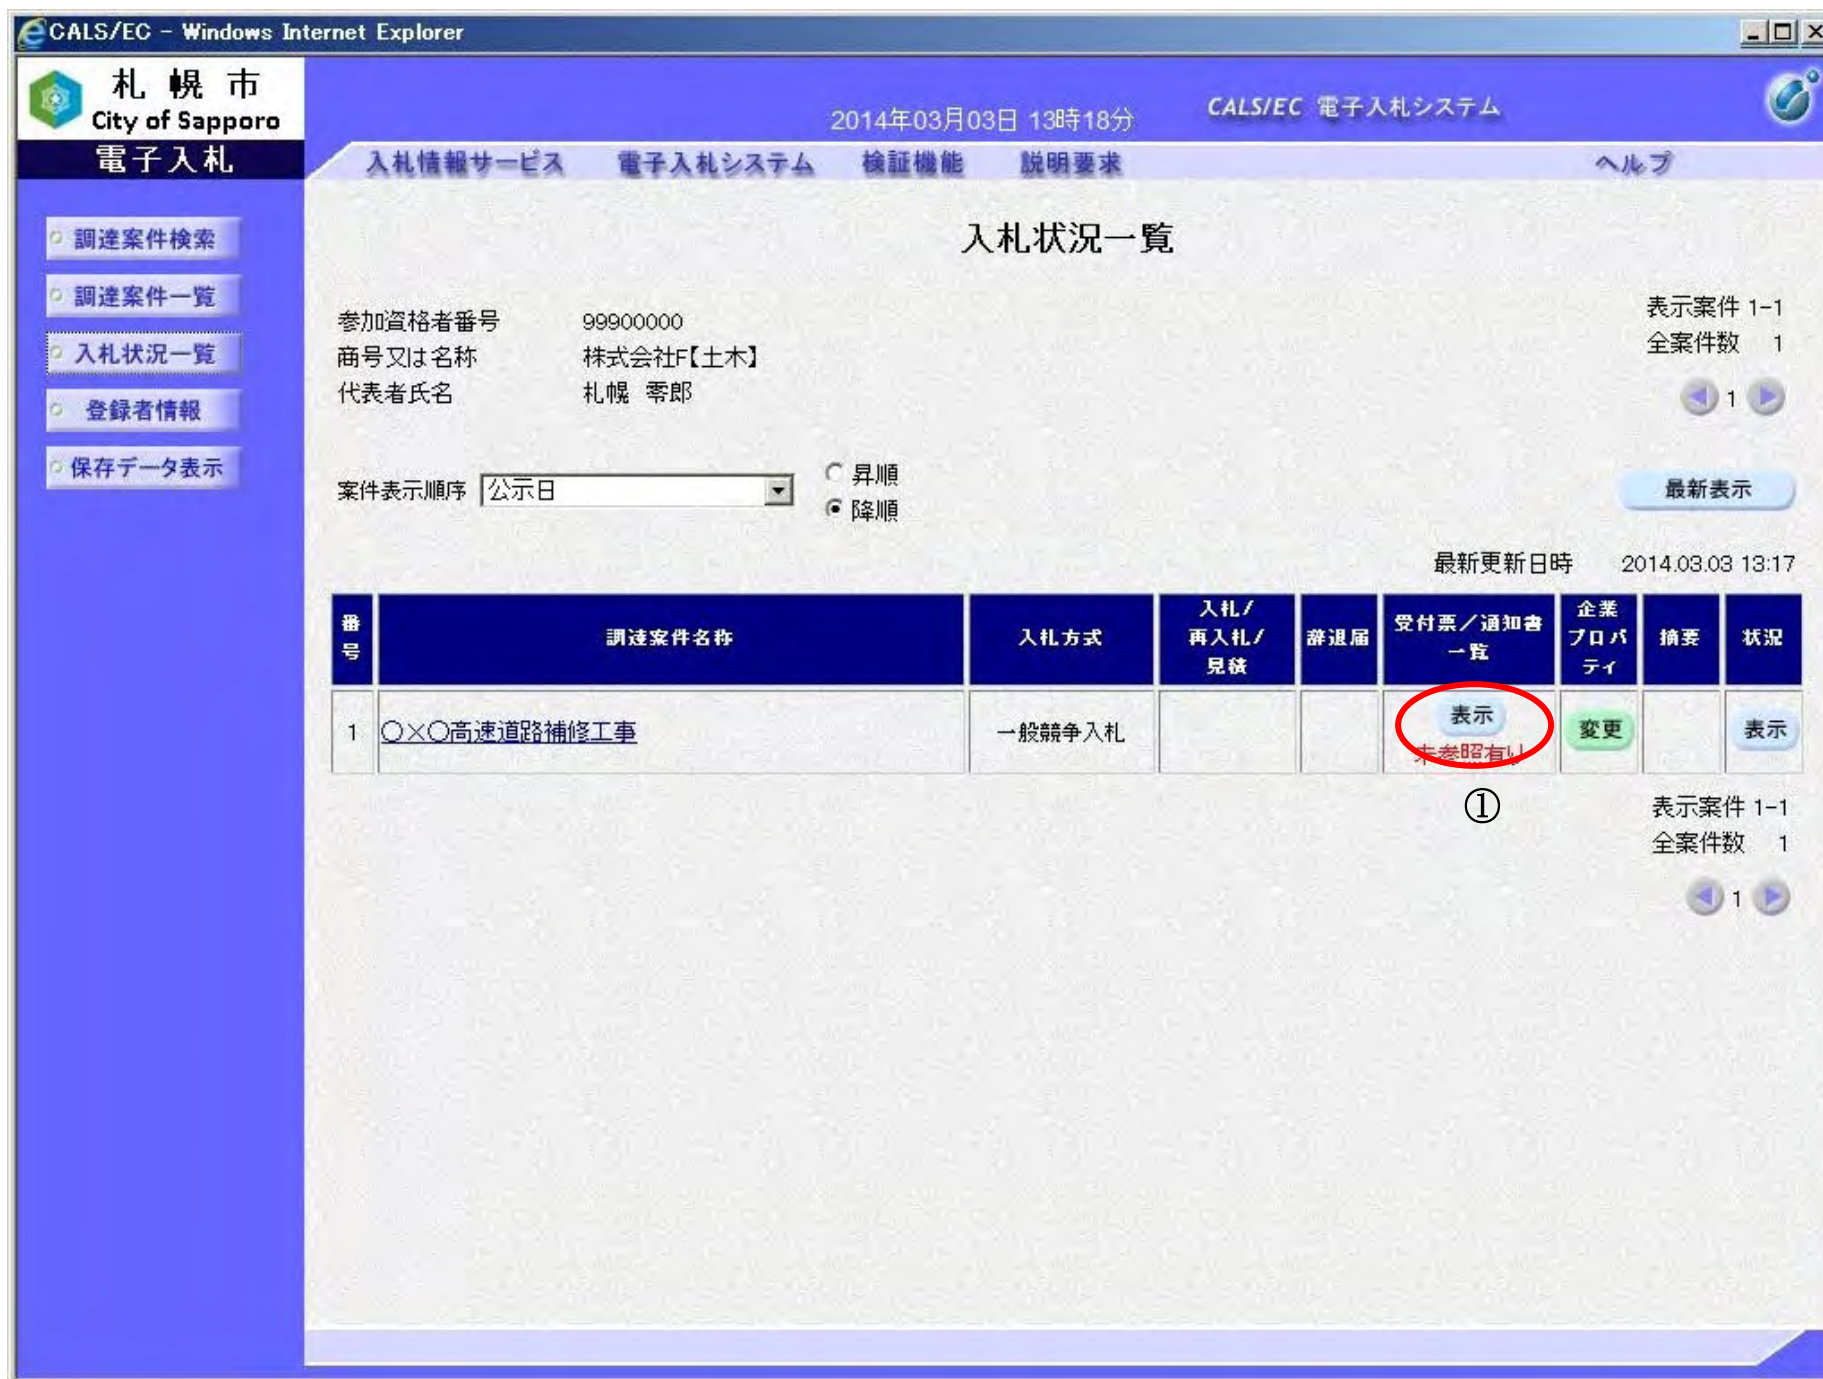 CALS/EC - Windows Internet Explorer
札幌市
City of Sapporo
2014年03月03日 13時18分
CALS/EC 電子入札システム
電子入札
入札情報サービス 電子入札システム 検証機能 説明要求 ヘルプ
調達案件検索
調達案件一覧
入札状況一覧
登録者情報
保存データ表示
入札状況一覧
表示案件 1-1
全案件数 1
1
参加資格者番号 99900000
商号又は名称 株式会社F【土木】
代表者氏名 札幌 零郎
案件表示順序 公示日
昇順
降順
最新表示
最新更新日時 2014.03.03 13:17
番号 調達案件名称 入札方式 入札/再入札/見積 辞退届 受付票/通知書一覧 企業プロパティ 摘要 状況
1 ○×○高速道路補修工事 一般競争入札 表示 変更 表示
未参照有り
①
表示案件 1-1
全案件数 1
1